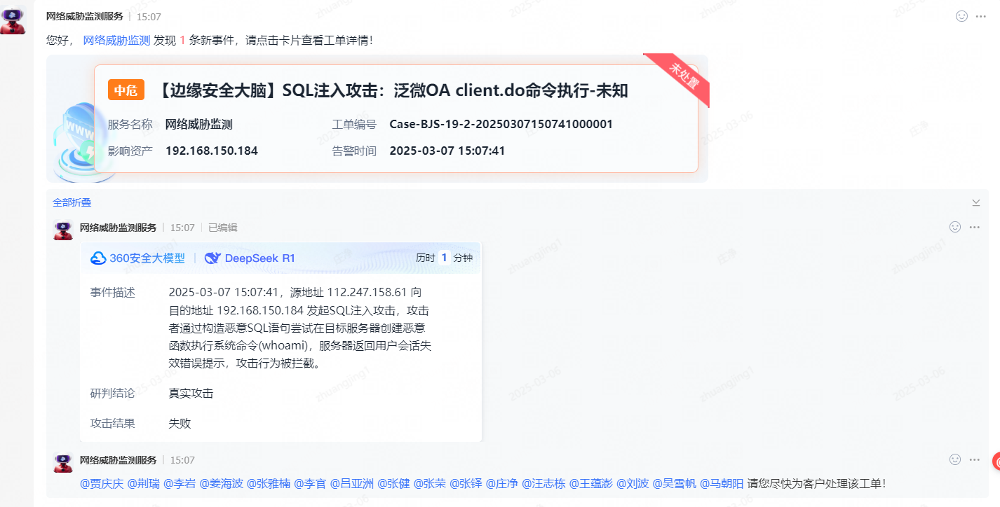 网络威胁监测服务 15:07
您好， 网络威胁监测 发现 1 条新事件，请点击卡片查看工单详情！
未处置
中危 【边缘安全大脑】SQL注入攻击：泛微OA client.do命令执行-未知
服务名称 网络威胁监测 工单编号 Case-BJS-19-2-20250307150741000001
影响资产 192.168.150.184 告警时间 2025-03-07 15:07:41
全部折叠
网络威胁监测服务 15:07 已编辑
360安全大模型 DeepSeek R1 历时 1 分钟
事件描述 2025-03-07 15:07:41，源地址 112.247.158.61 向
目的地址 192.168.150.184 发起SQL注入攻击，攻击
者通过构造恶意SQL语句尝试在目标服务器创建恶意
函数执行系统命令(whoami)，服务器返回用户会话失
效错误提示，攻击行为被拦截。
研判结论 真实攻击
攻击结果 失败
网络威胁监测服务 15:07
@贾庆庆 @荆瑞 @李岩 @姜海波 @张雅楠 @李官 @吕亚洲 @张健 @张荣 @张铎 @庄净 @汪志栋 @王蕴澎 @刘波 @吴雪帆 @马朝阳 请您尽快为客户处理该工单！